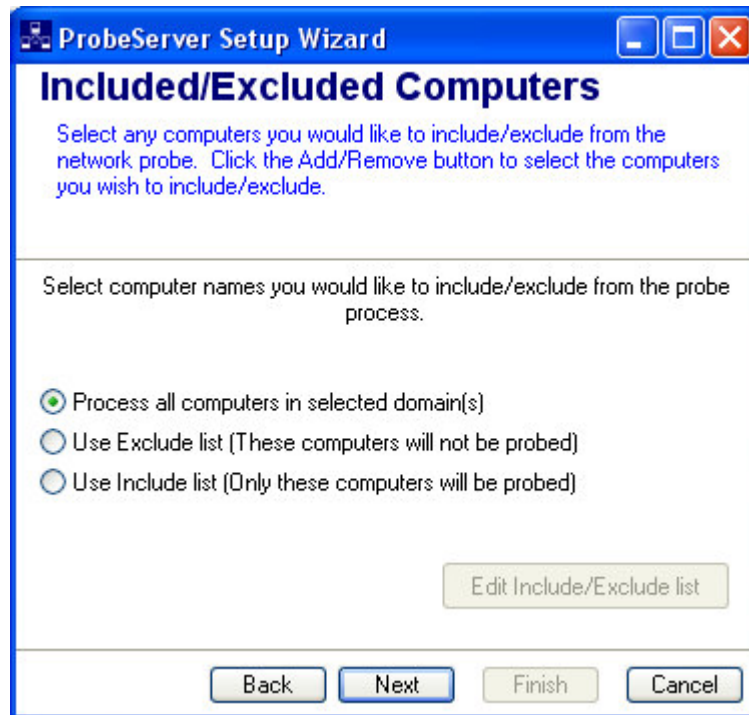 ProbeServer Setup Wizard
Included/Excluded Computers
Select any computers you would like to include/exclude from the
network probe. Click the Add/Remove button to select the computers
you wish to include/exclude.
Select computer names you would like to include/exclude from the probe
process.
Process all computers in selected domain(s)
Use Exclude list (These computers will not be probed)
Use Include list (Only these computers will be probed)
Edit Include/Exclude list
Back Next Finish Cancel